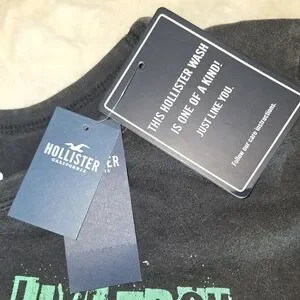 THIS HOLLISTER WASH
IS ONE OF A KIND!
JUST LIKE YOU.
Follow our care instructions.
HOLLISTER
CALIFORNIA